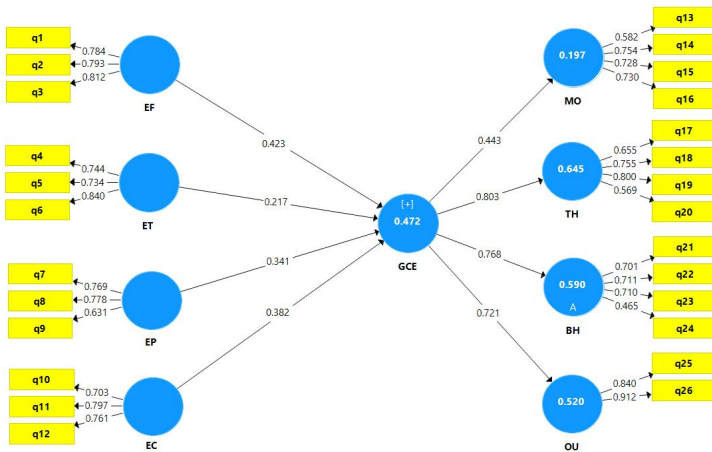 q1
0.784
q2
0.793
q3
0.812
EF
0.423
q4
0.744
q5
0.734
q6
0.840
ET
0.217
q7
0.769
q8
0.778
q9
0.631
EP
0.341
q10
0.703
q11
0.797
q12
0.761
EC
0.382
[+]
0.472
GCE
0.443
0.803
0.768
0.721
0.197
MO
0.582
q13
0.754
q14
0.728
q15
0.730
q16
0.645
TH
0.655
q17
0.755
q18
0.800
q19
0.569
q20
0.590
A
BH
0.701
q21
0.711
q22
0.710
q23
0.465
q24
0.520
OU
0.840
q25
0.912
q26